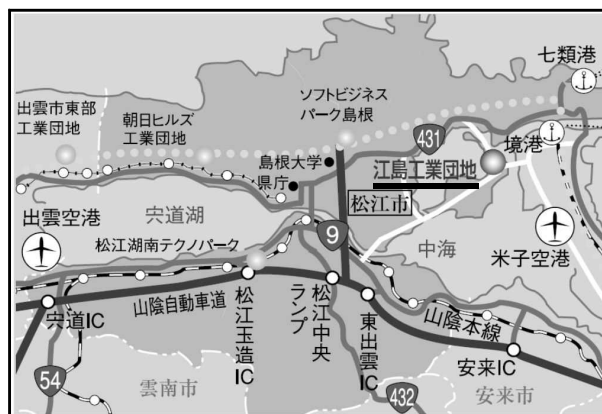 七類港
ソフトビジネス
パーク島根
出雲市東部
工業団地
朝日ヒルズ
工業団地
431
境港
島根大学
県庁
江島工業団地
松江市
宍道湖
出雲空港
9
中海
米子空港
松江湖南テクノパーク
山陰自動車道
宍道IC
松江玉造IC
松江中央
ランプ
東出雲IC
山陰本線
安来IC
54
雲南市
432
安来市